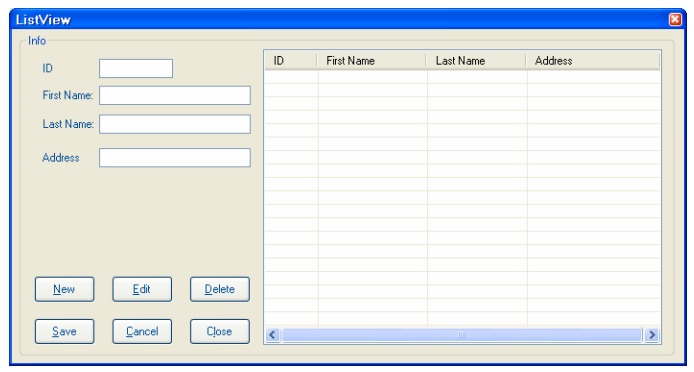 ListView
Info
ID
First Name:
Last Name:
Address
ID First Name Last Name Address
New Edit Delete
Save Cancel Close